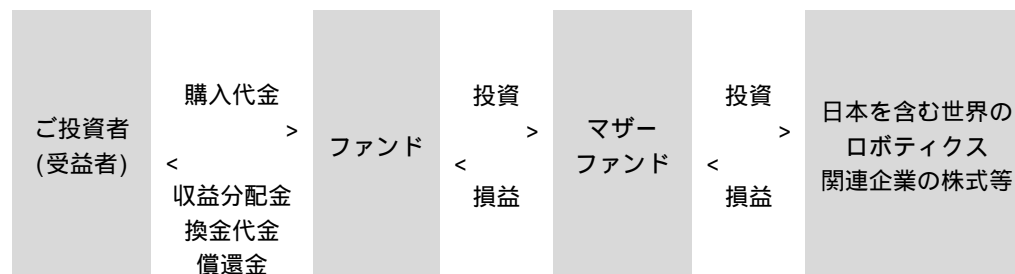 ご投資者
(受益者)
購入代金
>
<
収益分配金
換金代金
償還金
ファンド
投資
>
<
損益
マザー
ファンド
投資
>
<
損益
日本を含む世界の
ロボティクス
関連企業の株式等